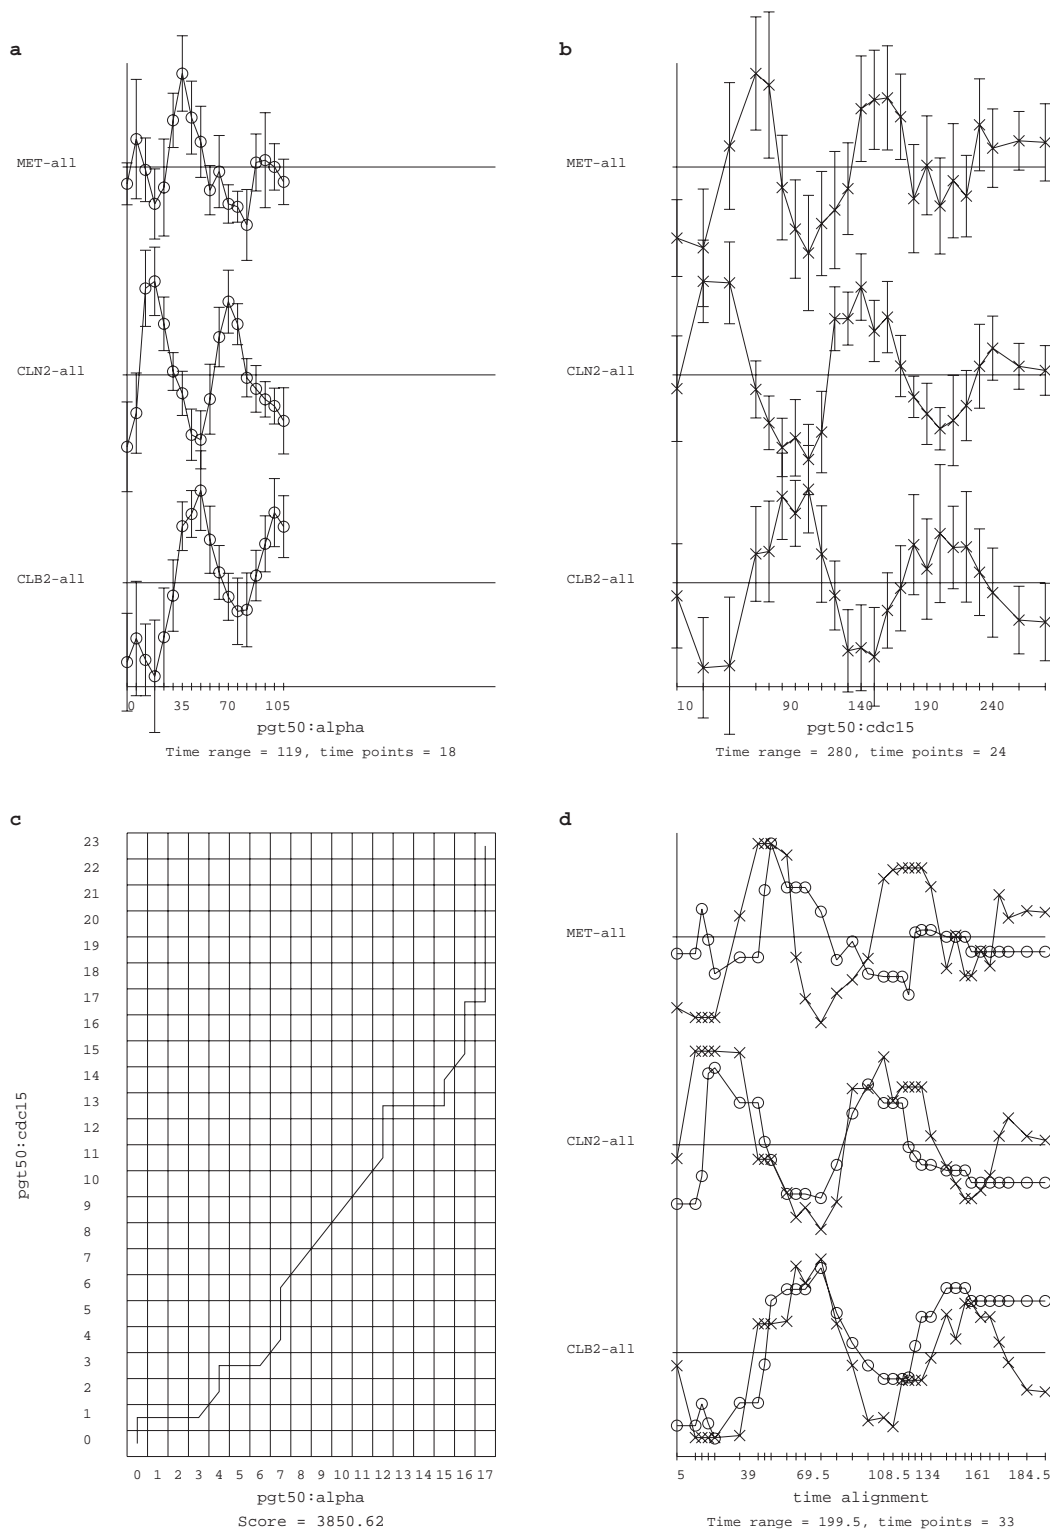 a
MET-all
CLN2-all
CLB2-all
0 35 70 105
pgt50:alpha
Time range = 119, time points = 18
b
MET-all
CLN2-all
CLB2-all
10 90 140 190 240
pgt50:cdc15
Time range = 280, time points = 24
c
23
22
21
20
19
18
17
16
15
14
13
12
11
10
9
8
7
6
5
4
3
2
1
0
pgt50:cdc15
0 1 2 3 4 5 6 7 8 9 10 11 12 13 14 15 16 17
pgt50:alpha
Score = 3850.62
d
MET-all
CLN2-all
CLB2-all
5 39 69.5 108.5 134 161 184.5
time alignment
Time range = 199.5, time points = 33